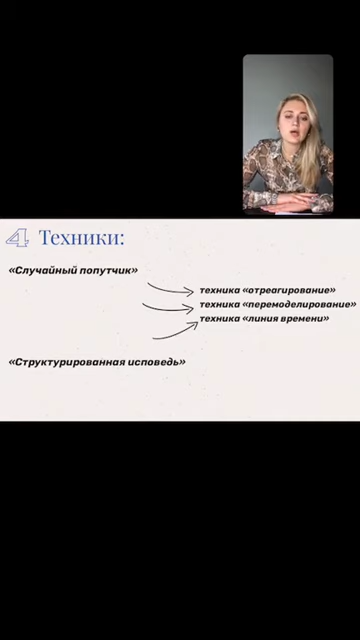 4 Техники:
«Случайный попутчик»
техника «отреагирование»
техника «перемоделирование»
техника «линия времени»
«Структурированная исповедь»